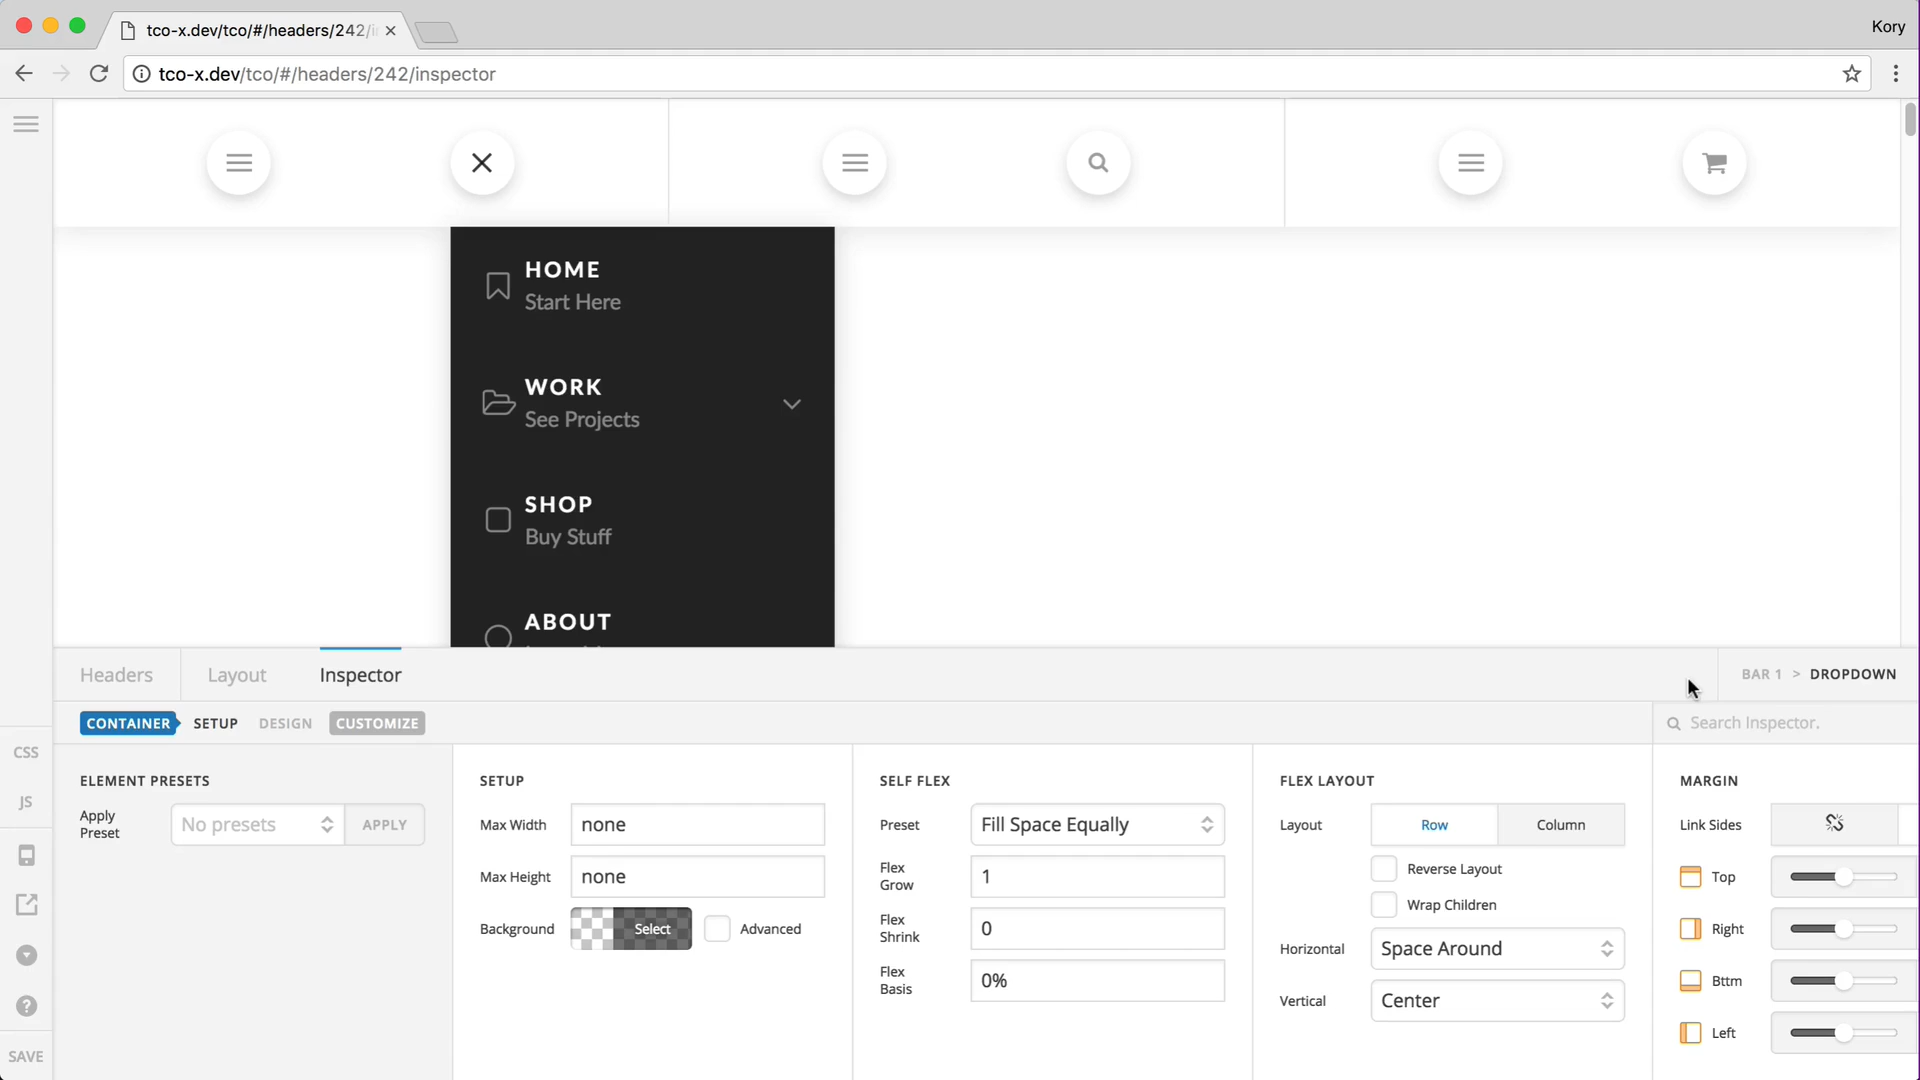 tco-x.dev/tco/#/headers/242/i
Kory
tco-x.dev/tco/#/headers/242/inspector
HOME
Start Here
WORK
See Projects
SHOP
Buy Stuff
ABOUT
Headers
Layout
Inspector
BAR 1 > DROPDOWN
CONTAINER
SETUP
DESIGN
CUSTOMIZE
Search Inspector.
CSS
JS
SAVE
ELEMENT PRESETS
Apply
Preset
No presets
APPLY
SETUP
Max Width
none
Max Height
none
Background
Select
Advanced
SELF FLEX
Preset
Fill Space Equally
Flex
Grow
1
Flex
Shrink
0
Flex
Basis
0%
FLEX LAYOUT
Layout
Row
Column
Reverse Layout
Wrap Children
Horizontal
Space Around
Vertical
Center
MARGIN
Link Sides
Top
Right
Bttm
Left